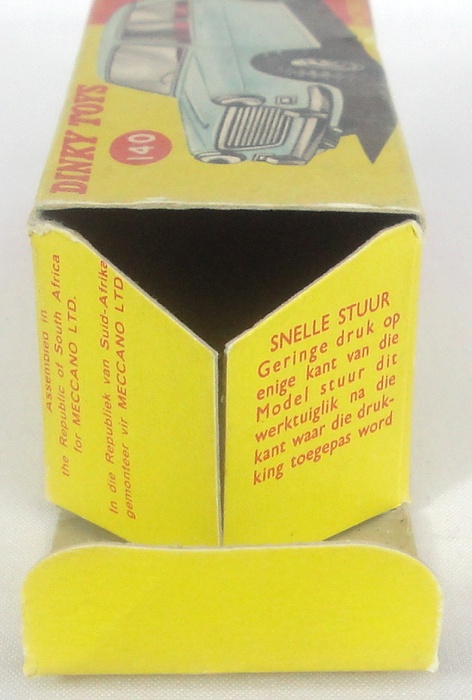 DINKY TOYS
140
Assembled in
the Republic of South Africa
for MECCANO LTD.
In die Republiek van Suid-Afrika
gemonteer vir MECCANO LTD
SNELLE STUUR
Geringe druk op
enige kant van die
Model stuur dit
werktuiglik na die
kant waar die druk-
king toegepas word